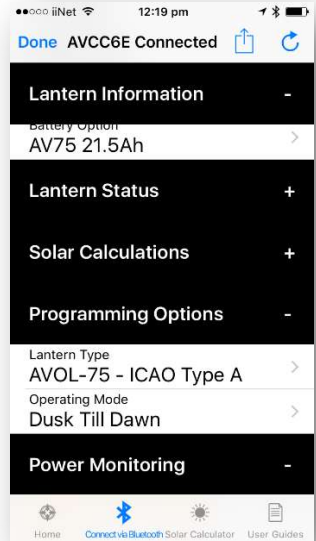 iiNet 12:19 pm
Done AVCC6E Connected
Lantern Information -
Battery Option
AV75 21.5Ah
Lantern Status +
Solar Calculations +
Programming Options -
Lantern Type
AVOL-75 - ICAO Type A
Operating Mode
Dusk Till Dawn
Power Monitoring -
Home Connect via Bluetooth Solar Calculator User Guides